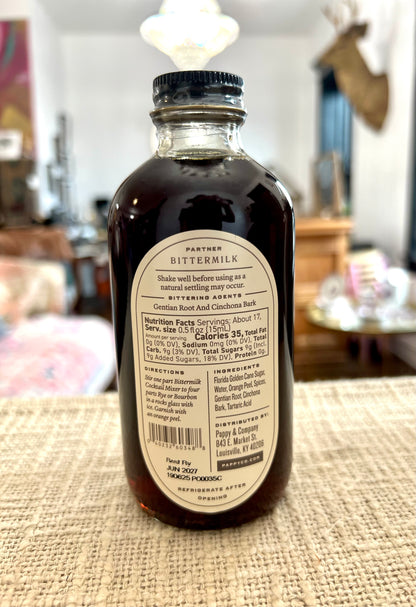 PARTNER
BITTERMILK
Shake well before using as a
natural settling may occur.
BITTERING AGENTS
Gentian Root And Cinchona Bark
Nutrition Facts Servings: About 17,
Serv. size 0.5 fl oz (15mL)
Amount per serving Calories 35, Total Fat
0g (0% DV), Sodium 0mg (0% DV), Total
Carb. 9g (3% DV), Total Sugars 9g (Incl.
9g Added Sugars, 18% DV), Protein 0g.
DIRECTIONS
Stir one part Bittermilk
Cocktail Mixer to four
parts Rye or Bourbon
in a rocks glass with
ice. Garnish with
an orange peel.
INGREDIENTS
Florida Golden Cane Sugar,
Water, Orange Peel, Spices,
Gentian Root, Cinchona
Bark, Tartaric Acid
DISTRIBUTED BY:
Pappy & Company
843 E. Market St.
Louisville, KY 40206
PAPPYCO.COM
Best By
JUN 2027
190625 P00035C
REFRIGERATE AFTER
OPENING